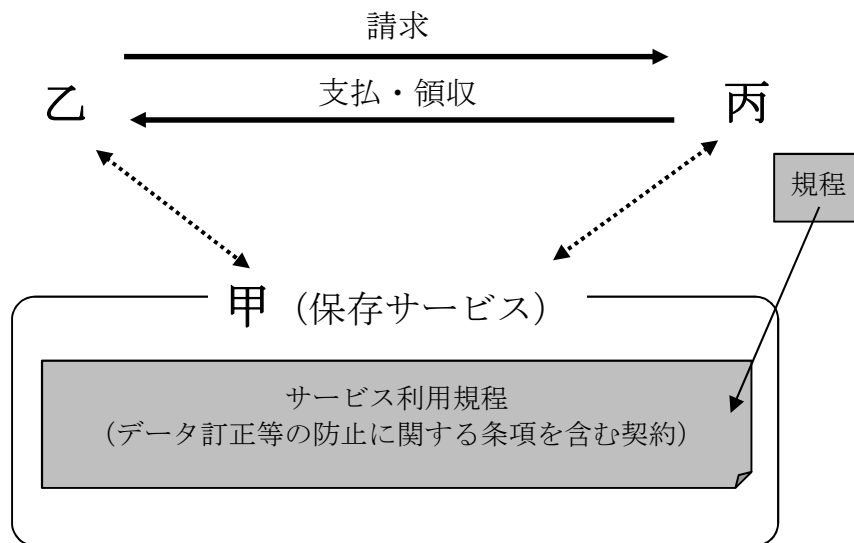 請求
乙
支払・領収
丙
規程
甲（保存サービス）
サービス利用規程
（データ訂正等の防止に関する条項を含む契約）